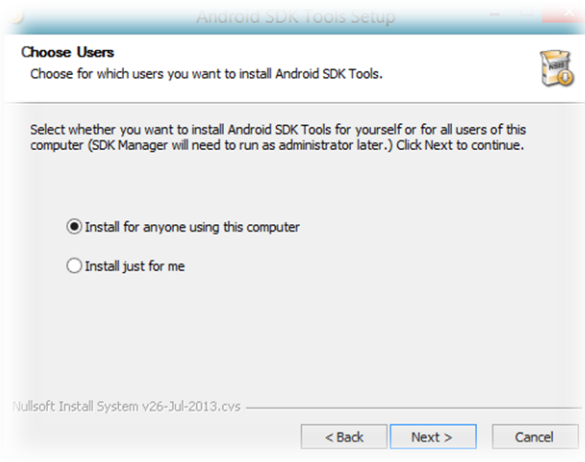 Android SDK Tools Setup
Choose Users
Choose for which users you want to install Android SDK Tools.
Select whether you want to install Android SDK Tools for yourself or for all users of this
computer (SDK Manager will need to run as administrator later.) Click Next to continue.
Install for anyone using this computer
Install just for me
Nullsoft Install System v26-Jul-2013.cvs
< Back Next > Cancel